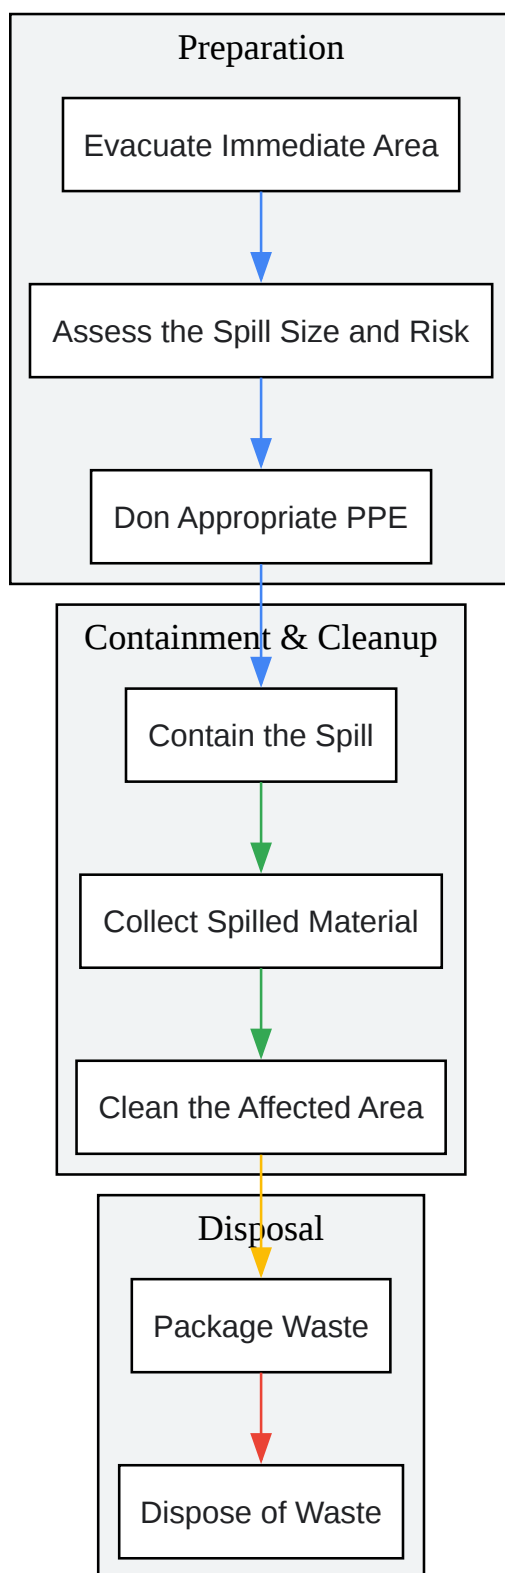 Preparation
Evacuate Immediate Area
Assess the Spill Size and Risk
Don Appropriate PPE
Containment & Cleanup
Contain the Spill
Collect Spilled Material
Clean the Affected Area
Disposal
Package Waste
Dispose of Waste